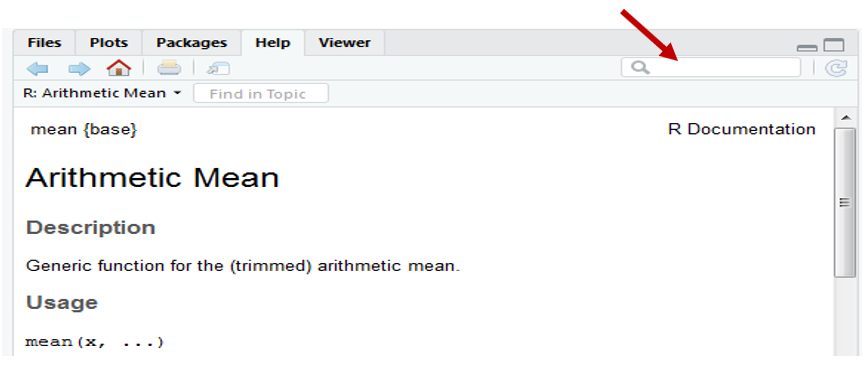 Files Plots Packages Help Viewer
R: Arithmetic Mean Find in Topic
mean {base} R Documentation
Arithmetic Mean
Description
Generic function for the (trimmed) arithmetic mean.
Usage
mean(x, ...)